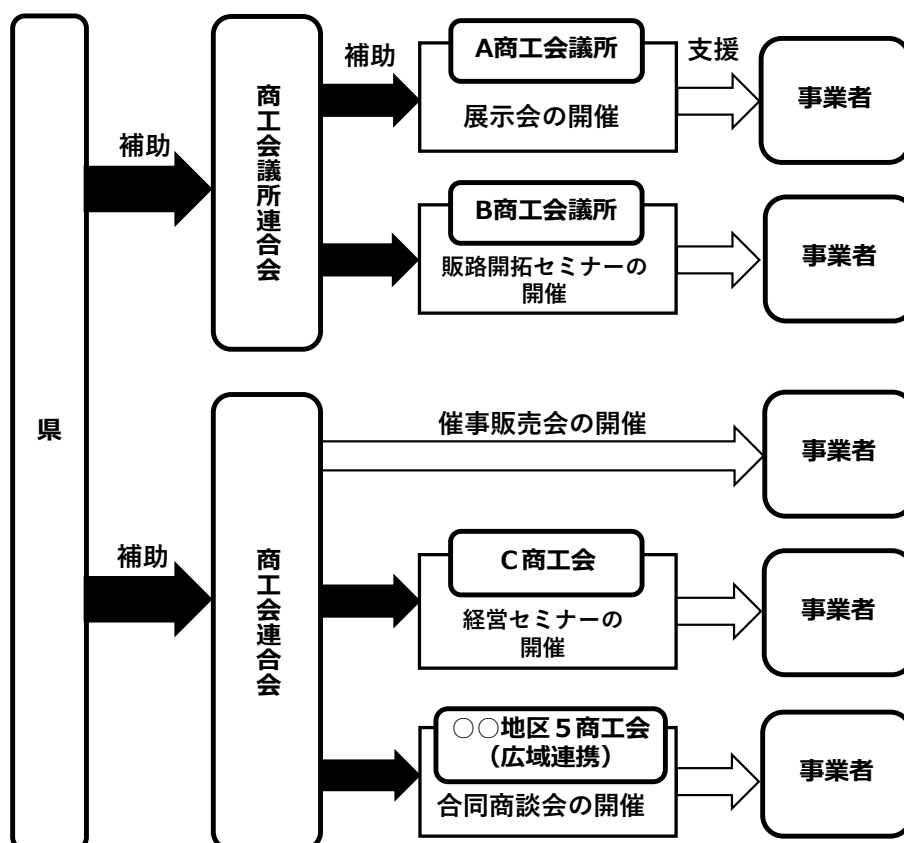 県
補助
商工会議所連合会
補助
A商工会議所
展示会の開催
支援
事業者
B商工会議所
販路開拓セミナーの
開催
事業者
補助
商工会連合会
催事販売会の開催
事業者
C商工会
経営セミナーの
開催
事業者
○○地区5商工会
（広域連携）
合同商談会の開催
事業者